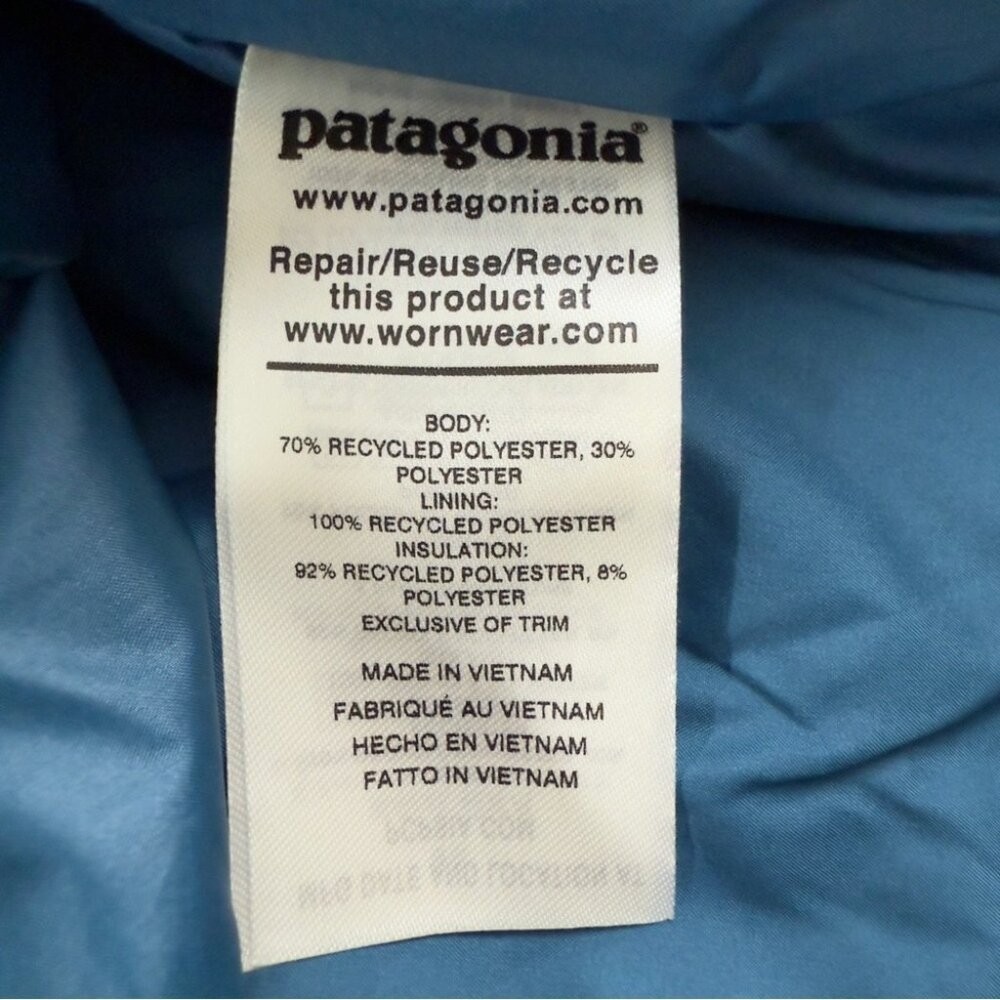 patagonia®
www.patagonia.com
Repair/Reuse/Recycle
this product at
www.wornwear.com
BODY:
70% RECYCLED POLYESTER, 30%
POLYESTER
LINING:
100% RECYCLED POLYESTER
INSULATION:
92% RECYCLED POLYESTER, 8%
POLYESTER
EXCLUSIVE OF TRIM
MADE IN VIETNAM
FABRIQUÉ AU VIETNAM
HECHO EN VIETNAM
FATTO IN VIETNAM